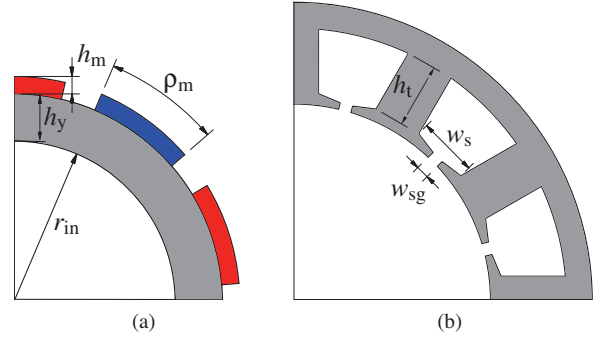 h_m
ρ_m
h_y
r_in
(a)
h_t
w_s
w_sg
(b)